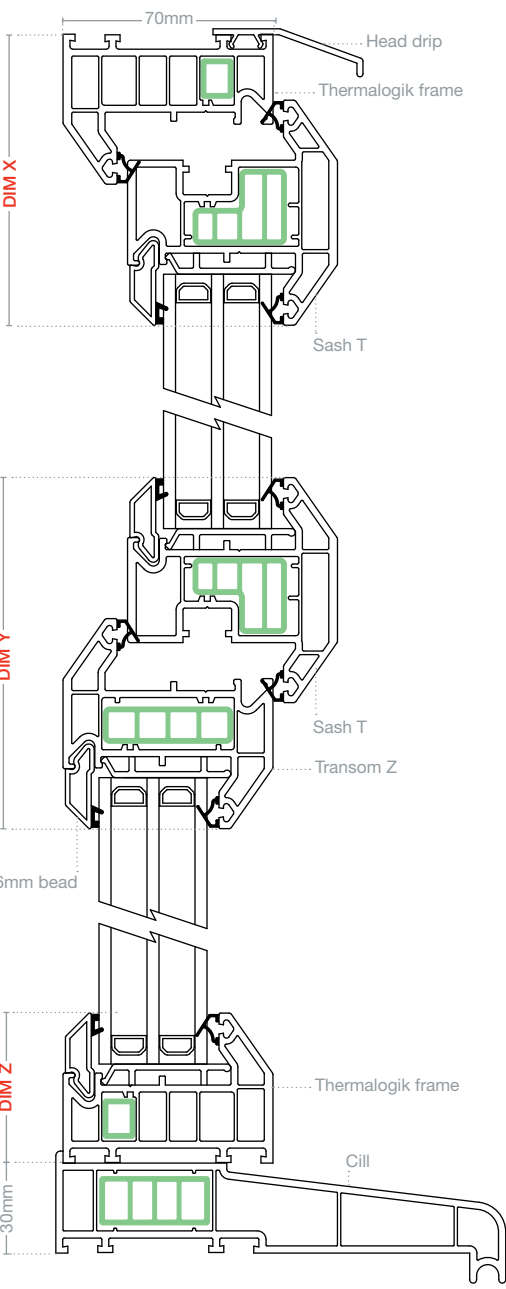 70mm
Head drip
Thermalogik frame
DIM X
Sash T
DIM Y
Sash T
Transom Z
6mm bead
DIM Z
Thermalogik frame
Cill
30mm